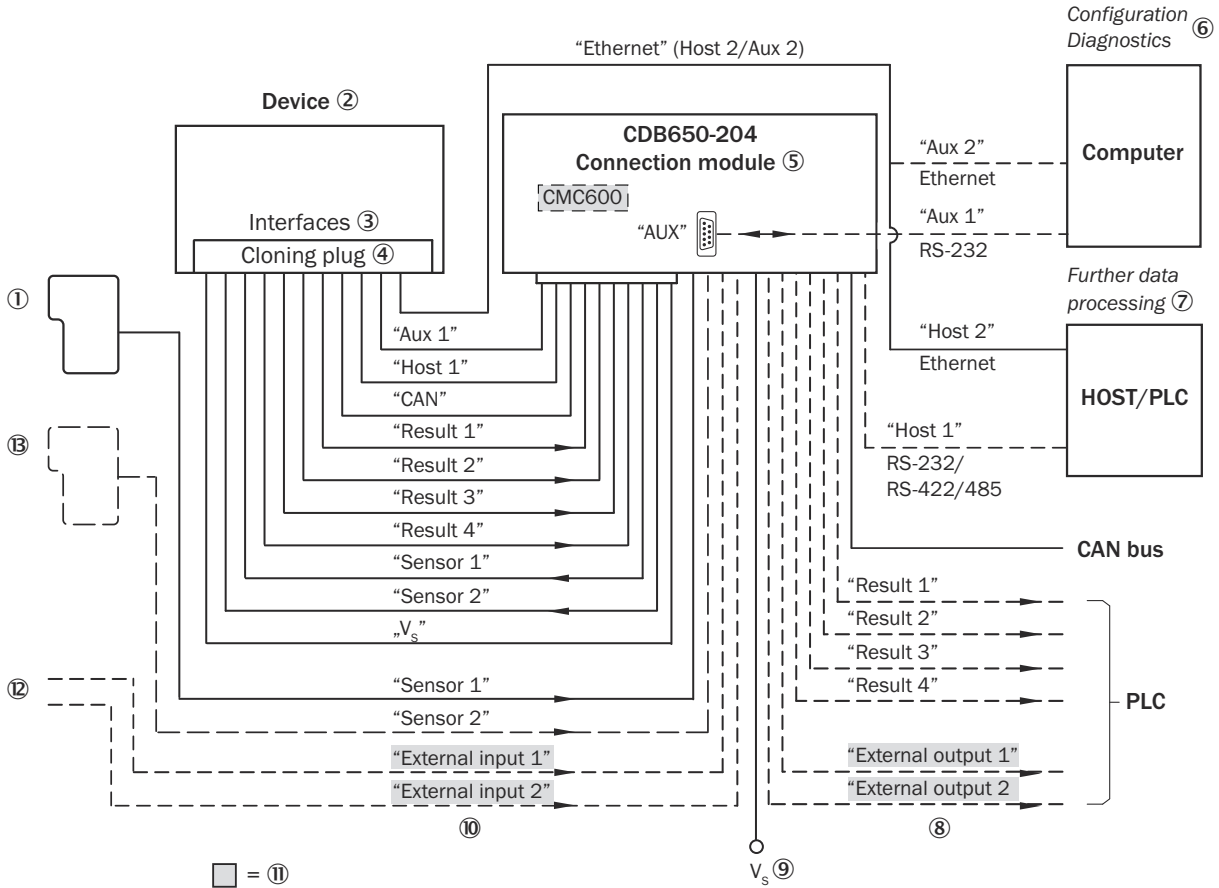 Configuration ⑥
Diagnostics
“Ethernet” (Host 2/Aux 2)
Device ②
CDB650-204
Connection module ⑤
CMC600
“AUX”
“Aux 2”
Ethernet
Computer
“Aux 1”
RS-232
Interfaces ③
Cloning plug ④
①
Further data
processing ⑦
“Aux 1”
“Host 1”
“CAN”
“Result 1”
“Result 2”
“Result 3”
“Result 4”
“Sensor 1”
“Sensor 2”
„Vs”
“Host 2”
Ethernet
HOST/PLC
“Host 1”
RS-232/
RS-422/485
⑬
CAN bus
“Result 1”
“Result 2”
“Result 3”
“Result 4”
PLC
⑫
“Sensor 1”
“Sensor 2”
“External input 1”
“External input 2”
“External output 1”
“External output 2
⑩
⑧
= ⑪
Vs ⑨